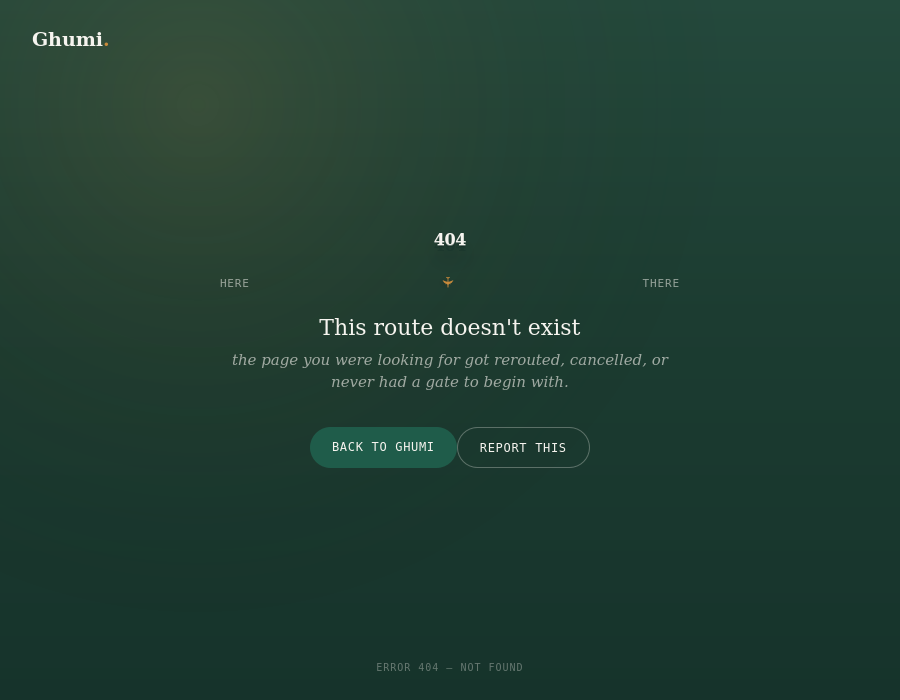 Ghumi.
404
HERE THERE
This route doesn't exist
the page you were looking for got rerouted, cancelled, or
never had a gate to begin with.
BACK TO GHUMI REPORT THIS
ERROR 404 — NOT FOUND